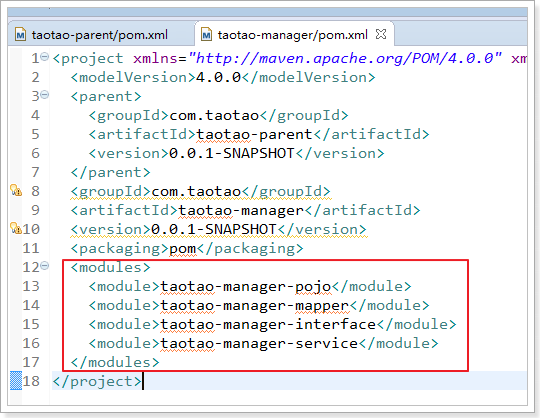 taotao-parent/pom.xml
taotao-manager/pom.xml
1 <project xmlns="http://maven.apache.org/POM/4.0.0" xm
2 <modelVersion>4.0.0</modelVersion>
3 <parent>
4 <groupId>com.taotao</groupId>
5 <artifactId>taotao-parent</artifactId>
6 <version>0.0.1-SNAPSHOT</version>
7 </parent>
8 <groupId>com.taotao</groupId>
9 <artifactId>taotao-manager</artifactId>
10 <version>0.0.1-SNAPSHOT</version>
11 <packaging>pom</packaging>
12 <modules>
13 <module>taotao-manager-pojo</module>
14 <module>taotao-manager-mapper</module>
15 <module>taotao-manager-interface</module>
16 <module>taotao-manager-service</module>
17 </modules>
18 </project>